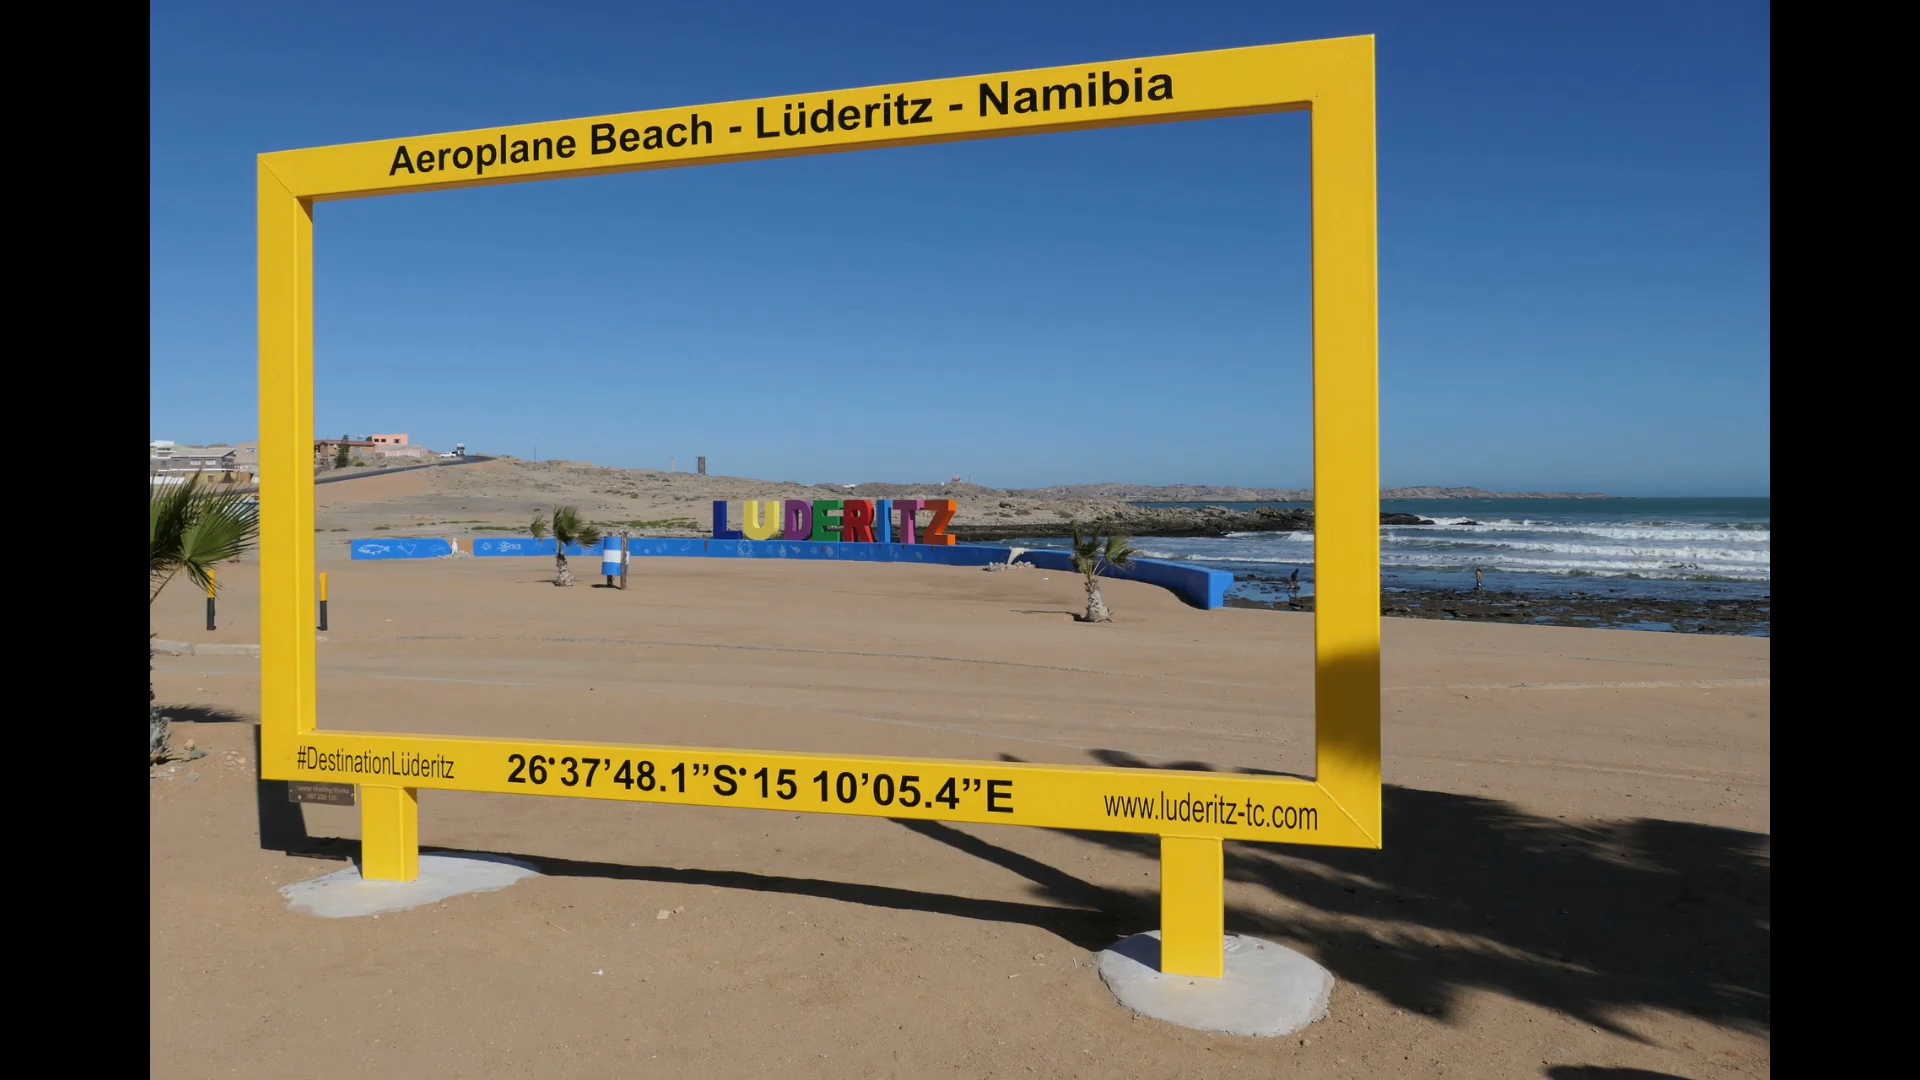 Aeroplane Beach - Lüderitz - Namibia
LUDERITZ
#DestinationLüderitz
26°37’48.1”S°15 10’05.4”E
www.luderitz-tc.com